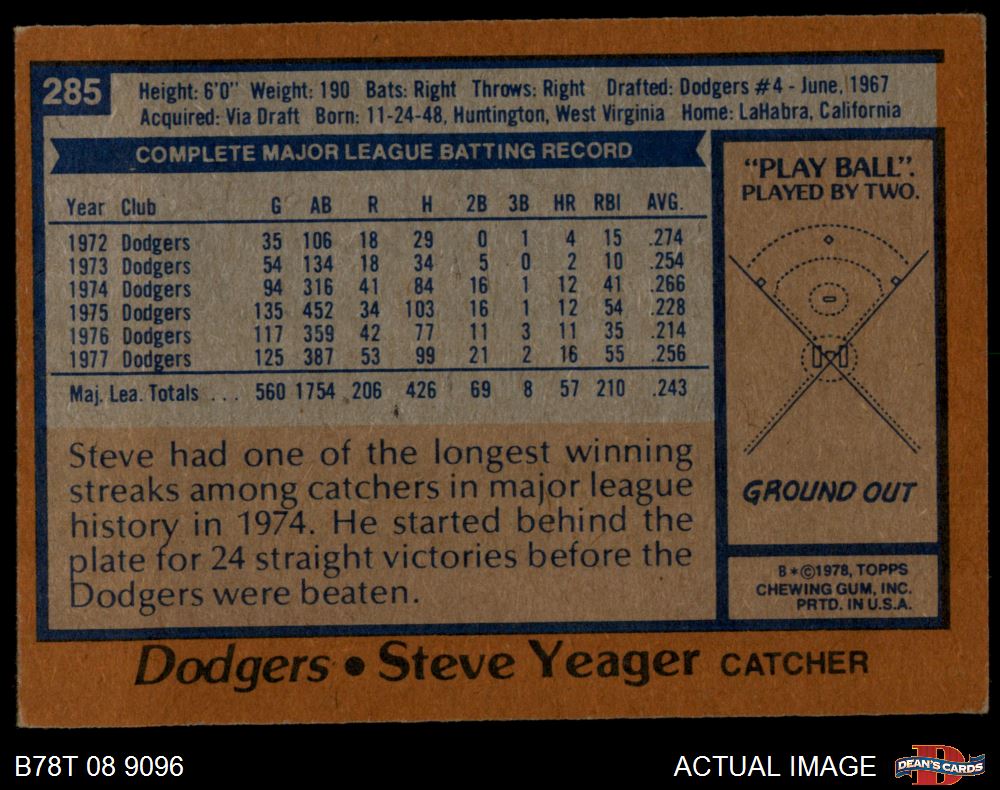 285
Height: 6'0" Weight: 190 Bats: Right Throws: Right Drafted: Dodgers #4 - June, 1967
Acquired: Via Draft Born: 11-24-48, Huntington, West Virginia Home: LaHabra, California
COMPLETE MAJOR LEAGUE BATTING RECORD
Year Club G AB R H 2B 3B HR RBI AVG.
1972 Dodgers 35 106 18 29 0 1 4 15 .274
1973 Dodgers 54 134 18 34 5 0 2 10 .254
1974 Dodgers 94 316 41 84 16 1 12 41 .266
1975 Dodgers 135 452 34 103 16 1 12 54 .228
1976 Dodgers 117 359 42 77 11 3 11 35 .214
1977 Dodgers 125 387 53 99 21 2 16 55 .256
Maj. Lea. Totals . . . 560 1754 206 426 69 8 57 210 .243
Steve had one of the longest winning
streaks among catchers in major league
history in 1974. He started behind the
plate for 24 straight victories before the
Dodgers were beaten.
"PLAY BALL".
PLAYED BY TWO.
GROUND OUT
B*©1978, TOPPS
CHEWING GUM, INC.
PRTD. IN U.S.A.
Dodgers • Steve Yeager CATCHER
B78T 08 9096
ACTUAL IMAGE
DEAN'S CARDS